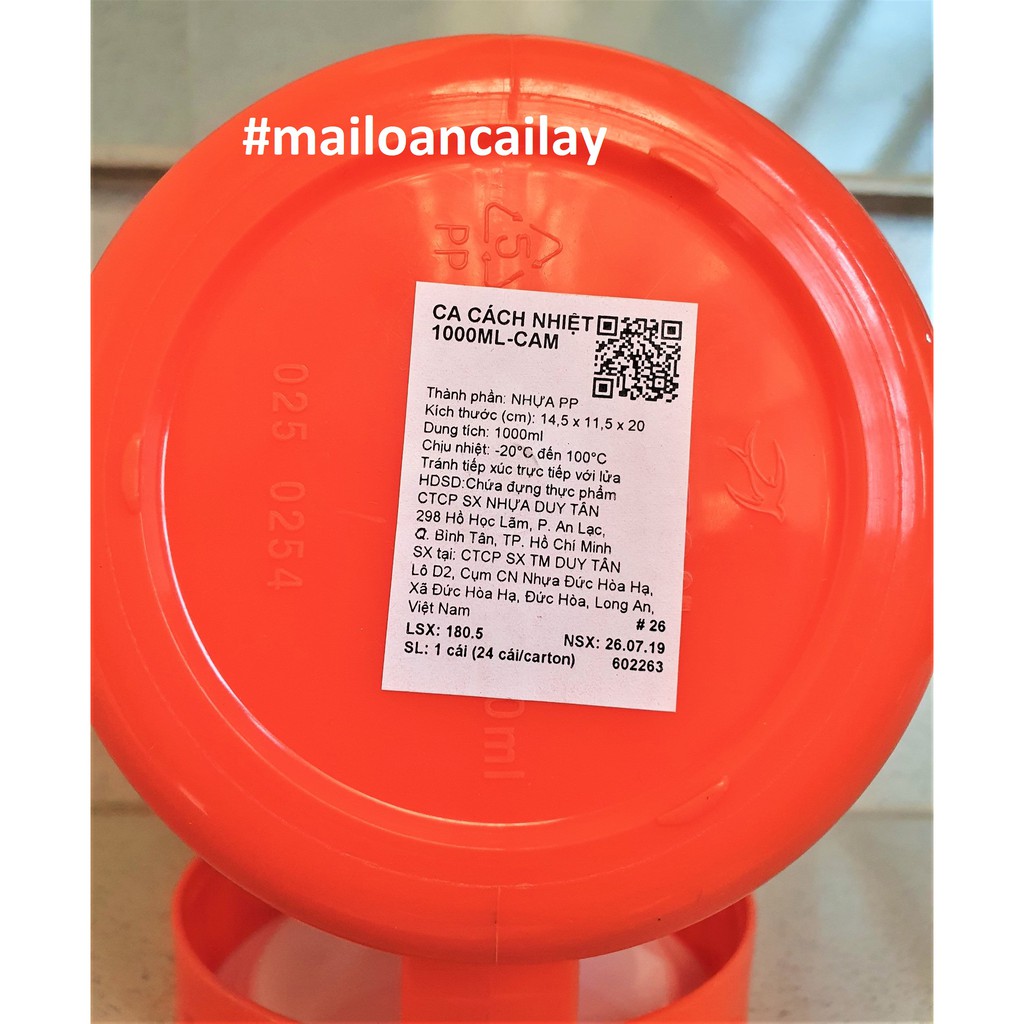 #mailoancailay
5
PP
CA CÁCH NHIỆT
1000ML-CAM
Thành phần: NHỰA PP
Kích thước (cm): 14,5 x 11,5 x 20
Dung tích: 1000ml
Chịu nhiệt: -20°C đến 100°C
Tránh tiếp xúc trực tiếp với lửa
HDSD:Chứa đựng thực phẩm
CTCP SX NHỰA DUY TÂN
298 Hồ Học Lãm, P. An Lạc,
Q. Bình Tân, TP. Hồ Chí Minh
SX tại: CTCP SX TM DUY TÂN
Lô D2, Cụm CN Nhựa Đức Hòa Hạ,
Xã Đức Hòa Hạ, Đức Hòa, Long An,
Việt Nam
# 26
LSX: 180.5 NSX: 26.07.19
SL: 1 cái (24 cái/carton) 602263
025 0254
0ml